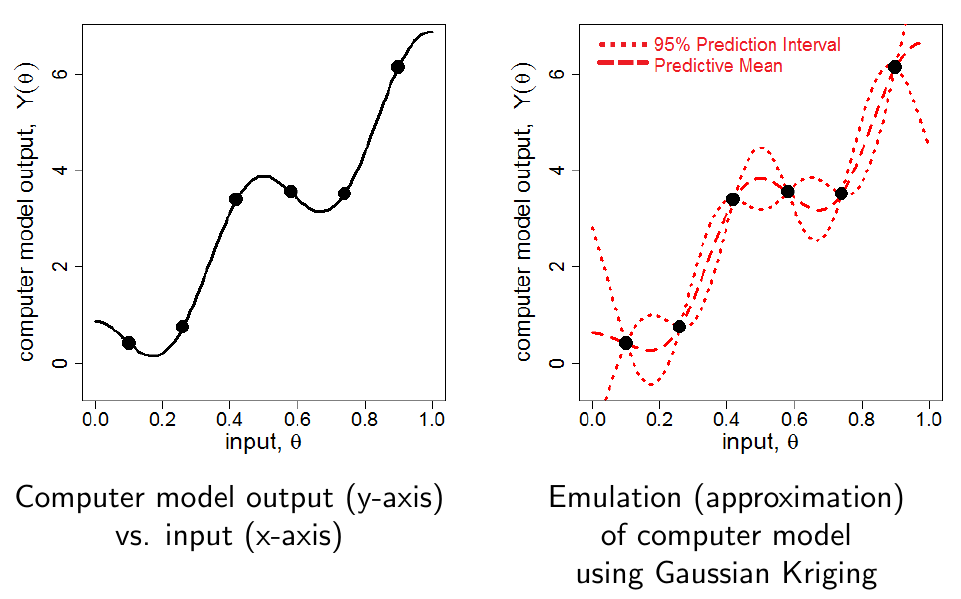 computer model output, Y(θ)
6
4
2
0
0.0 0.2 0.4 0.6 0.8 1.0
input, θ
Computer model output (y-axis)
vs. input (x-axis)
95% Prediction Interval
Predictive Mean
computer model output, Y(θ)
6
4
2
0
0.0 0.2 0.4 0.6 0.8 1.0
input, θ
Emulation (approximation)
of computer model
using Gaussian Kriging